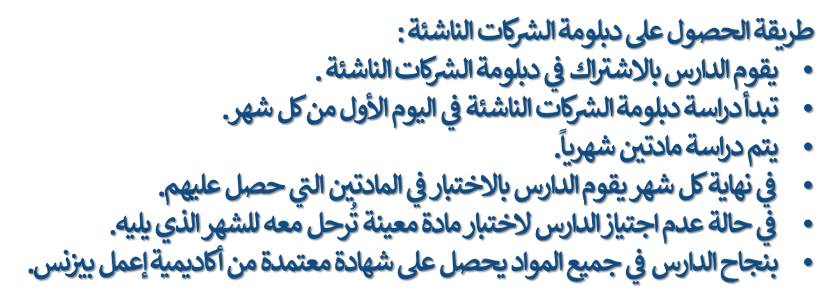 طريقة الحصول على دبلومة الشركات الناشئة :
• يقوم الدارس بالاشتراك في دبلومة الشركات الناشئة .
• تبدأ دراسة دبلومة الشركات الناشئة في اليوم الأول من كل شهر.
• يتم دراسة مادتين شهرياً.
• في نهاية كل شهر يقوم الدارس بالاختبار في المادتين التي حصل عليهم.
• في حالة عدم اجتياز الدارس لاختبار مادة معينة تُرحل معه للشهر الذي يليه.
• بنجاح الدارس في جميع المواد يحصل على شهادة معتمدة من أكاديمية إعمل بيزنس.